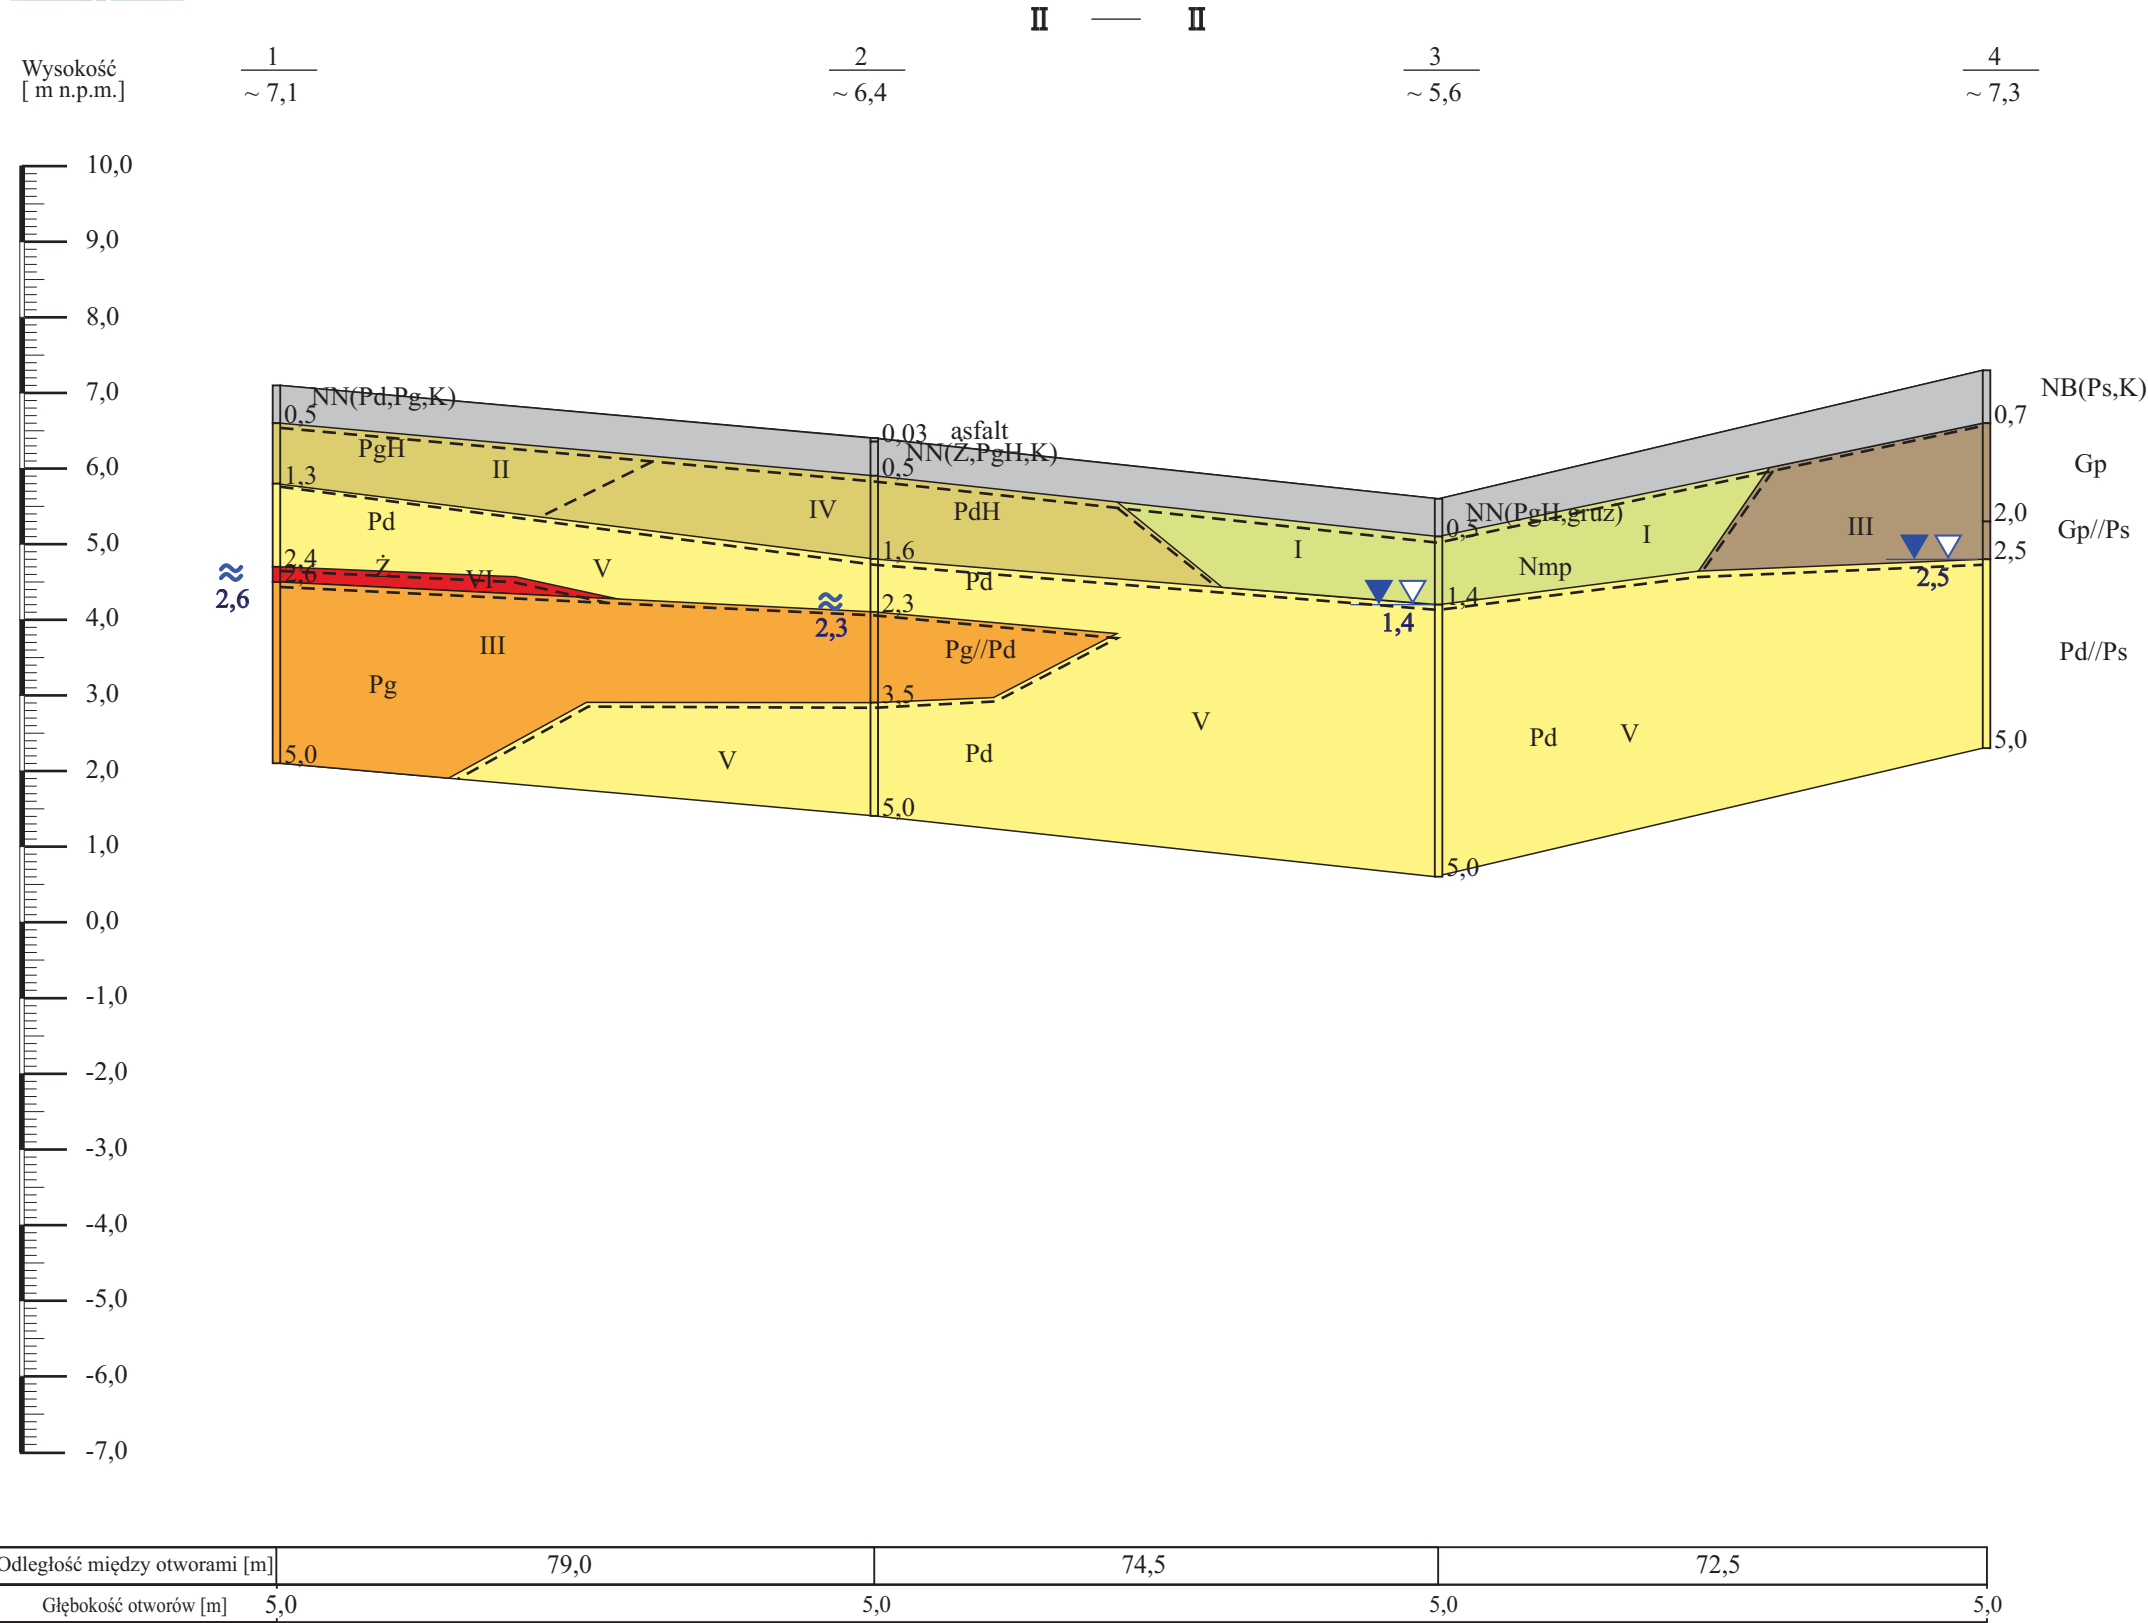 II — II
1 2 3 4
Wysokość
[ m n.p.m.]
~ 7,1 ~ 6,4 ~ 5,6 ~ 7,3
10,0
9,0
8,0
7,0
6,0
5,0
4,0
3,0
2,0
1,0
0,0
-1,0
-2,0
-3,0
-4,0
-5,0
-6,0
-7,0
NN(Pd,Pg,K)
0,5
PgH
II
1,3
Pd
2,4
Ż
VI
V
2,6
≈
2,6
III
Pg
5,0
0,03 asfalt
NN(Ż,PgH,K)
0,5
IV
PdH
1,6
Pd
≈
2,3
2,3
Pg//Pd
3,5
V
Pd
5,0
V
I
NN(PgH,gruz)
0,5
I
Nmp
1,4
1,4
Pd
V
5,0
NB(Ps,K)
0,7
Gp
2,0
III
Gp//Ps
2,5
2,5
Pd//Ps
5,0
Odległość między otworami [m] 79,0 74,5 72,5
Głębokość otworów [m] 5,0 5,0 5,0 5,0